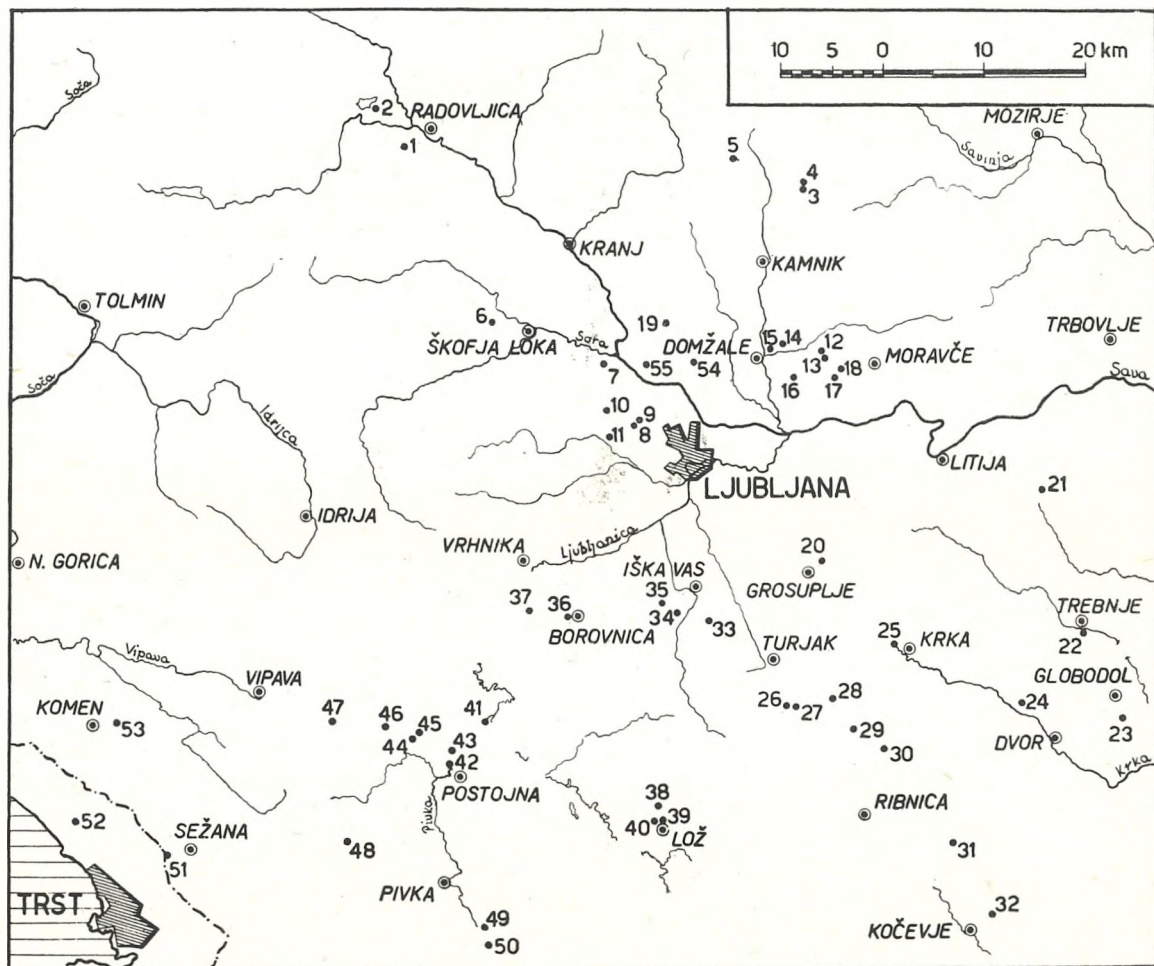 10 5 0 10 20 km
Soča
2
RADOVLJICA
1
MOZIRJE
Savinja
5
4
3
KRANJ
KAMNIK
TOLMIN
6
ŠKOFJA LOKA
Sora
19
7
55
54
DOMŽALE
15
14
12
13
18
16
17
MORAVČE
TRBOVLJE
Sava
Soča
Idrijca
10
9
8
11
LJUBLJANA
LITIJA
21
IDRIJA
VRHNIKA
Ljubljanica
N. GORICA
IŠKA VAS
20
GROSUPLJE
37
36
BOROVNICA
35
34
33
TURJAK
25
KRKA
TREBNJE
22
GLOBODOL
Vipava
VIPAVA
KOMEN
53
47
46
45
44
41
43
42
POSTOJNA
26
27
28
29
30
24
DVOR
23
Krka
Pivka
38
40
39
LOŽ
RIBNICA
31
52
SEŽANA
51
48
TRST
PIVKA
49
50
32
KOČEVJE